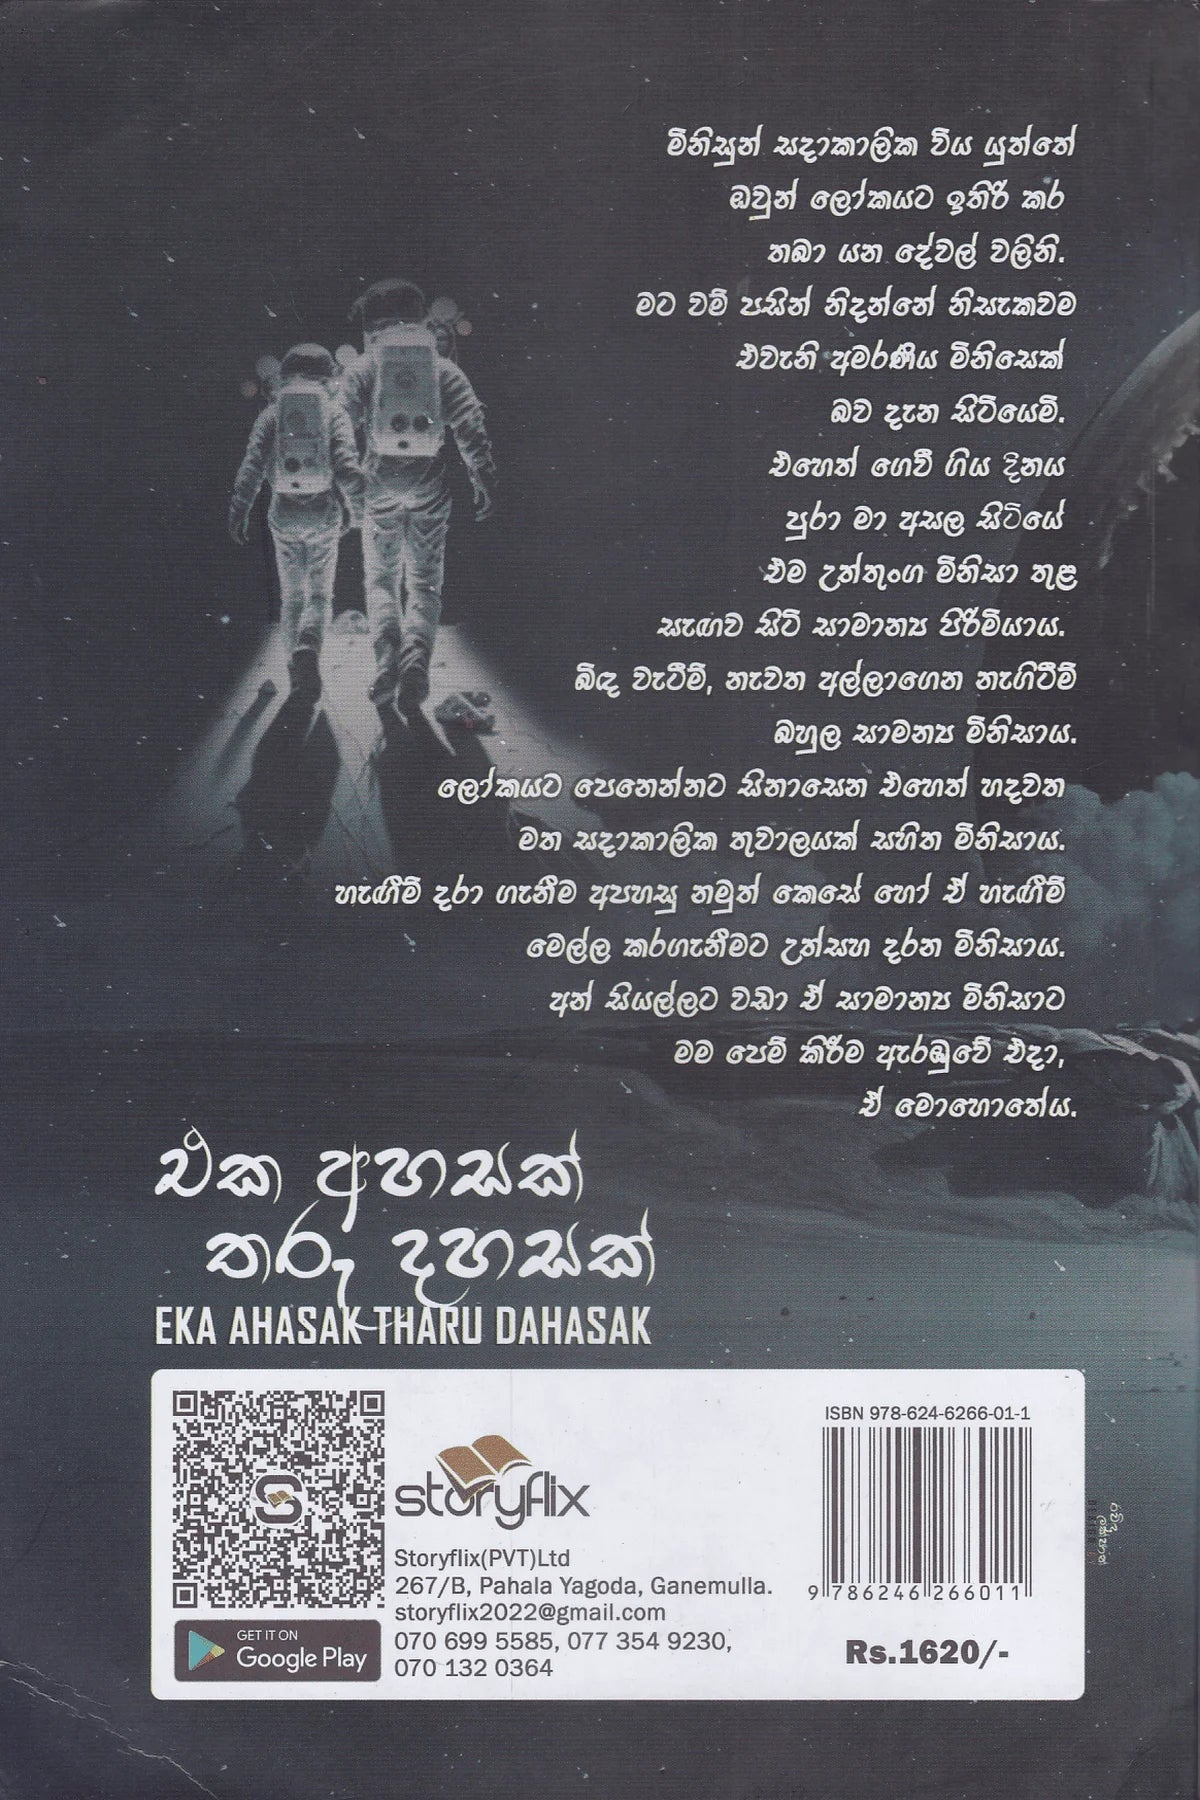 මිනිසුන් සදාකාලික විය යුත්තේ
ඔවුන් ලෝකයට ඉතිරි කර
තබා යන දේවල් වලිනි.
මට වම් පසින් නිදන්නේ නිසැකවම
එවැනි අමරණීය මිනිසෙක්
බව දැන සිටියෙමි.
එහෙත් ගෙවී ගිය දිනය
පුරා මා අසල සිටියේ
එම උත්තුංග මිනිසා තුළ
සැඟව සිටි සාමාන්‍ය පිරිමියාය.
බිඳ වැටීම්, නැවත අල්ලාගෙන නැගිටීම්
බහුල සාමන්‍ය මිනිසාය.
ලෝකයට පෙනෙන්නට සිනාසෙන එහෙත් හදවත
මත සදාකාලික තුවාලයක් සහිත මිනිසාය.
හැඟීම් දරා ගැනීම අපහසු නමුත් කෙසේ හෝ ඒ හැඟීම්
මෙල්ල කරගැනීමට උත්සහ දරන මිනිසාය.
අන් සියල්ලට වඩා ඒ සාමාන්‍ය මිනිසාට
මම පෙම් කිරීම ඇරඹුවේ එදා,
ඒ මොහොතේය.
එක අහසක්
තරු දහසක්
EKA AHASAK THARU DAHASAK
S
storyflix
Storyflix(PVT)Ltd
267/B, Pahala Yagoda, Ganemulla.
storyflix2022@gmail.com
070 699 5585, 077 354 9230,
070 132 0364
GET IT ON
Google Play
ISBN 978-624-6266-01-1
9 786246 266011
Rs.1620/-